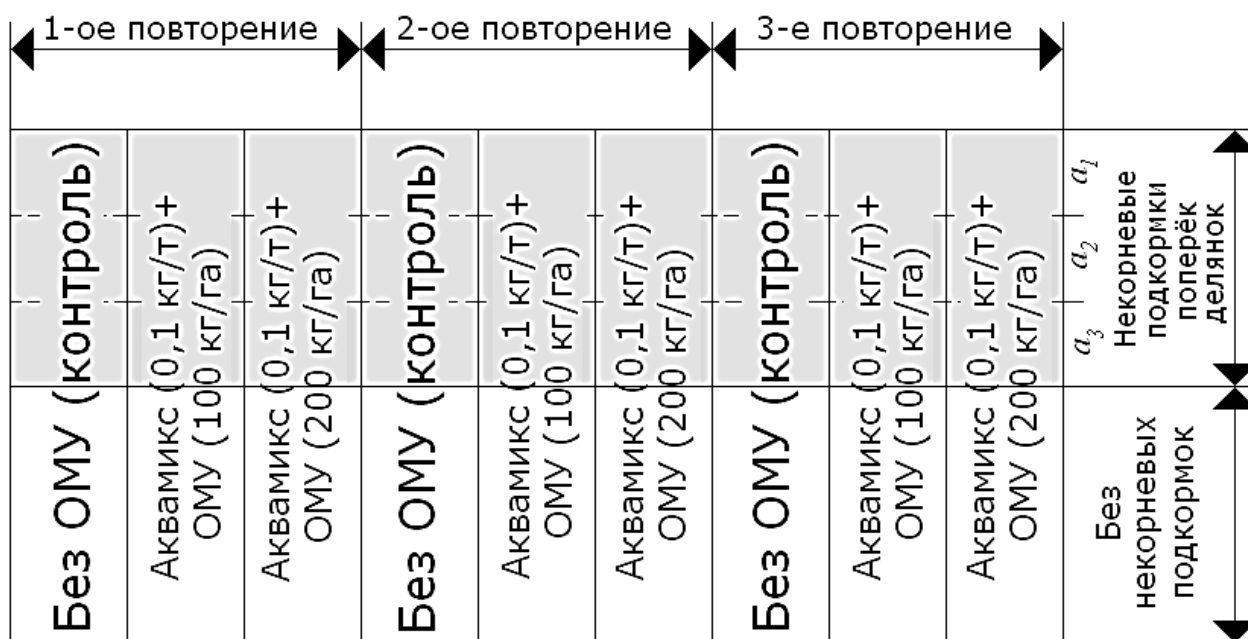 1-ое повторение
2-ое повторение
3-е повторение
Без ОМУ (контроль)
Аквамикс (0,1 кг/т)+
ОМУ (100 кг/га)
Аквамикс (0,1 кг/т)+
ОМУ (200 кг/га)
Без ОМУ (контроль)
Аквамикс (0,1 кг/т)+
ОМУ (100 кг/га)
Аквамикс (0,1 кг/т)+
ОМУ (200 кг/га)
Без ОМУ (контроль)
Аквамикс (0,1 кг/т)+
ОМУ (100 кг/га)
Аквамикс (0,1 кг/т)+
ОМУ (200 кг/га)
a1
a2
a3
Некорневые
подкормки
поперёк
делянок
Без
некорневых
подкормок